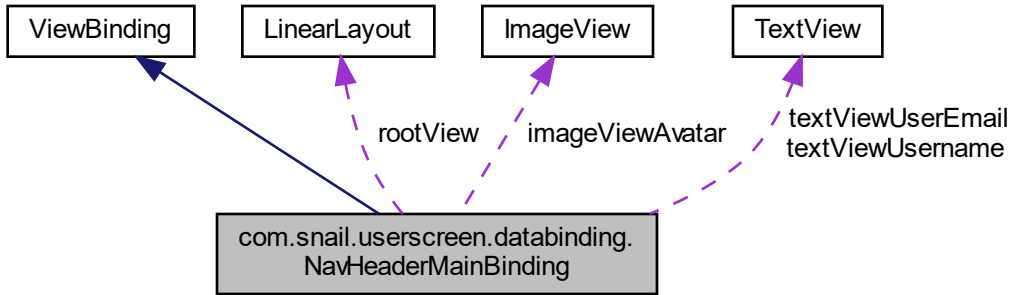 ViewBinding
LinearLayout
ImageView
TextView
rootView
imageViewAvatar
textViewUserEmail
textViewUsername
com.snail.userscreen.databinding.
NavHeaderMainBinding